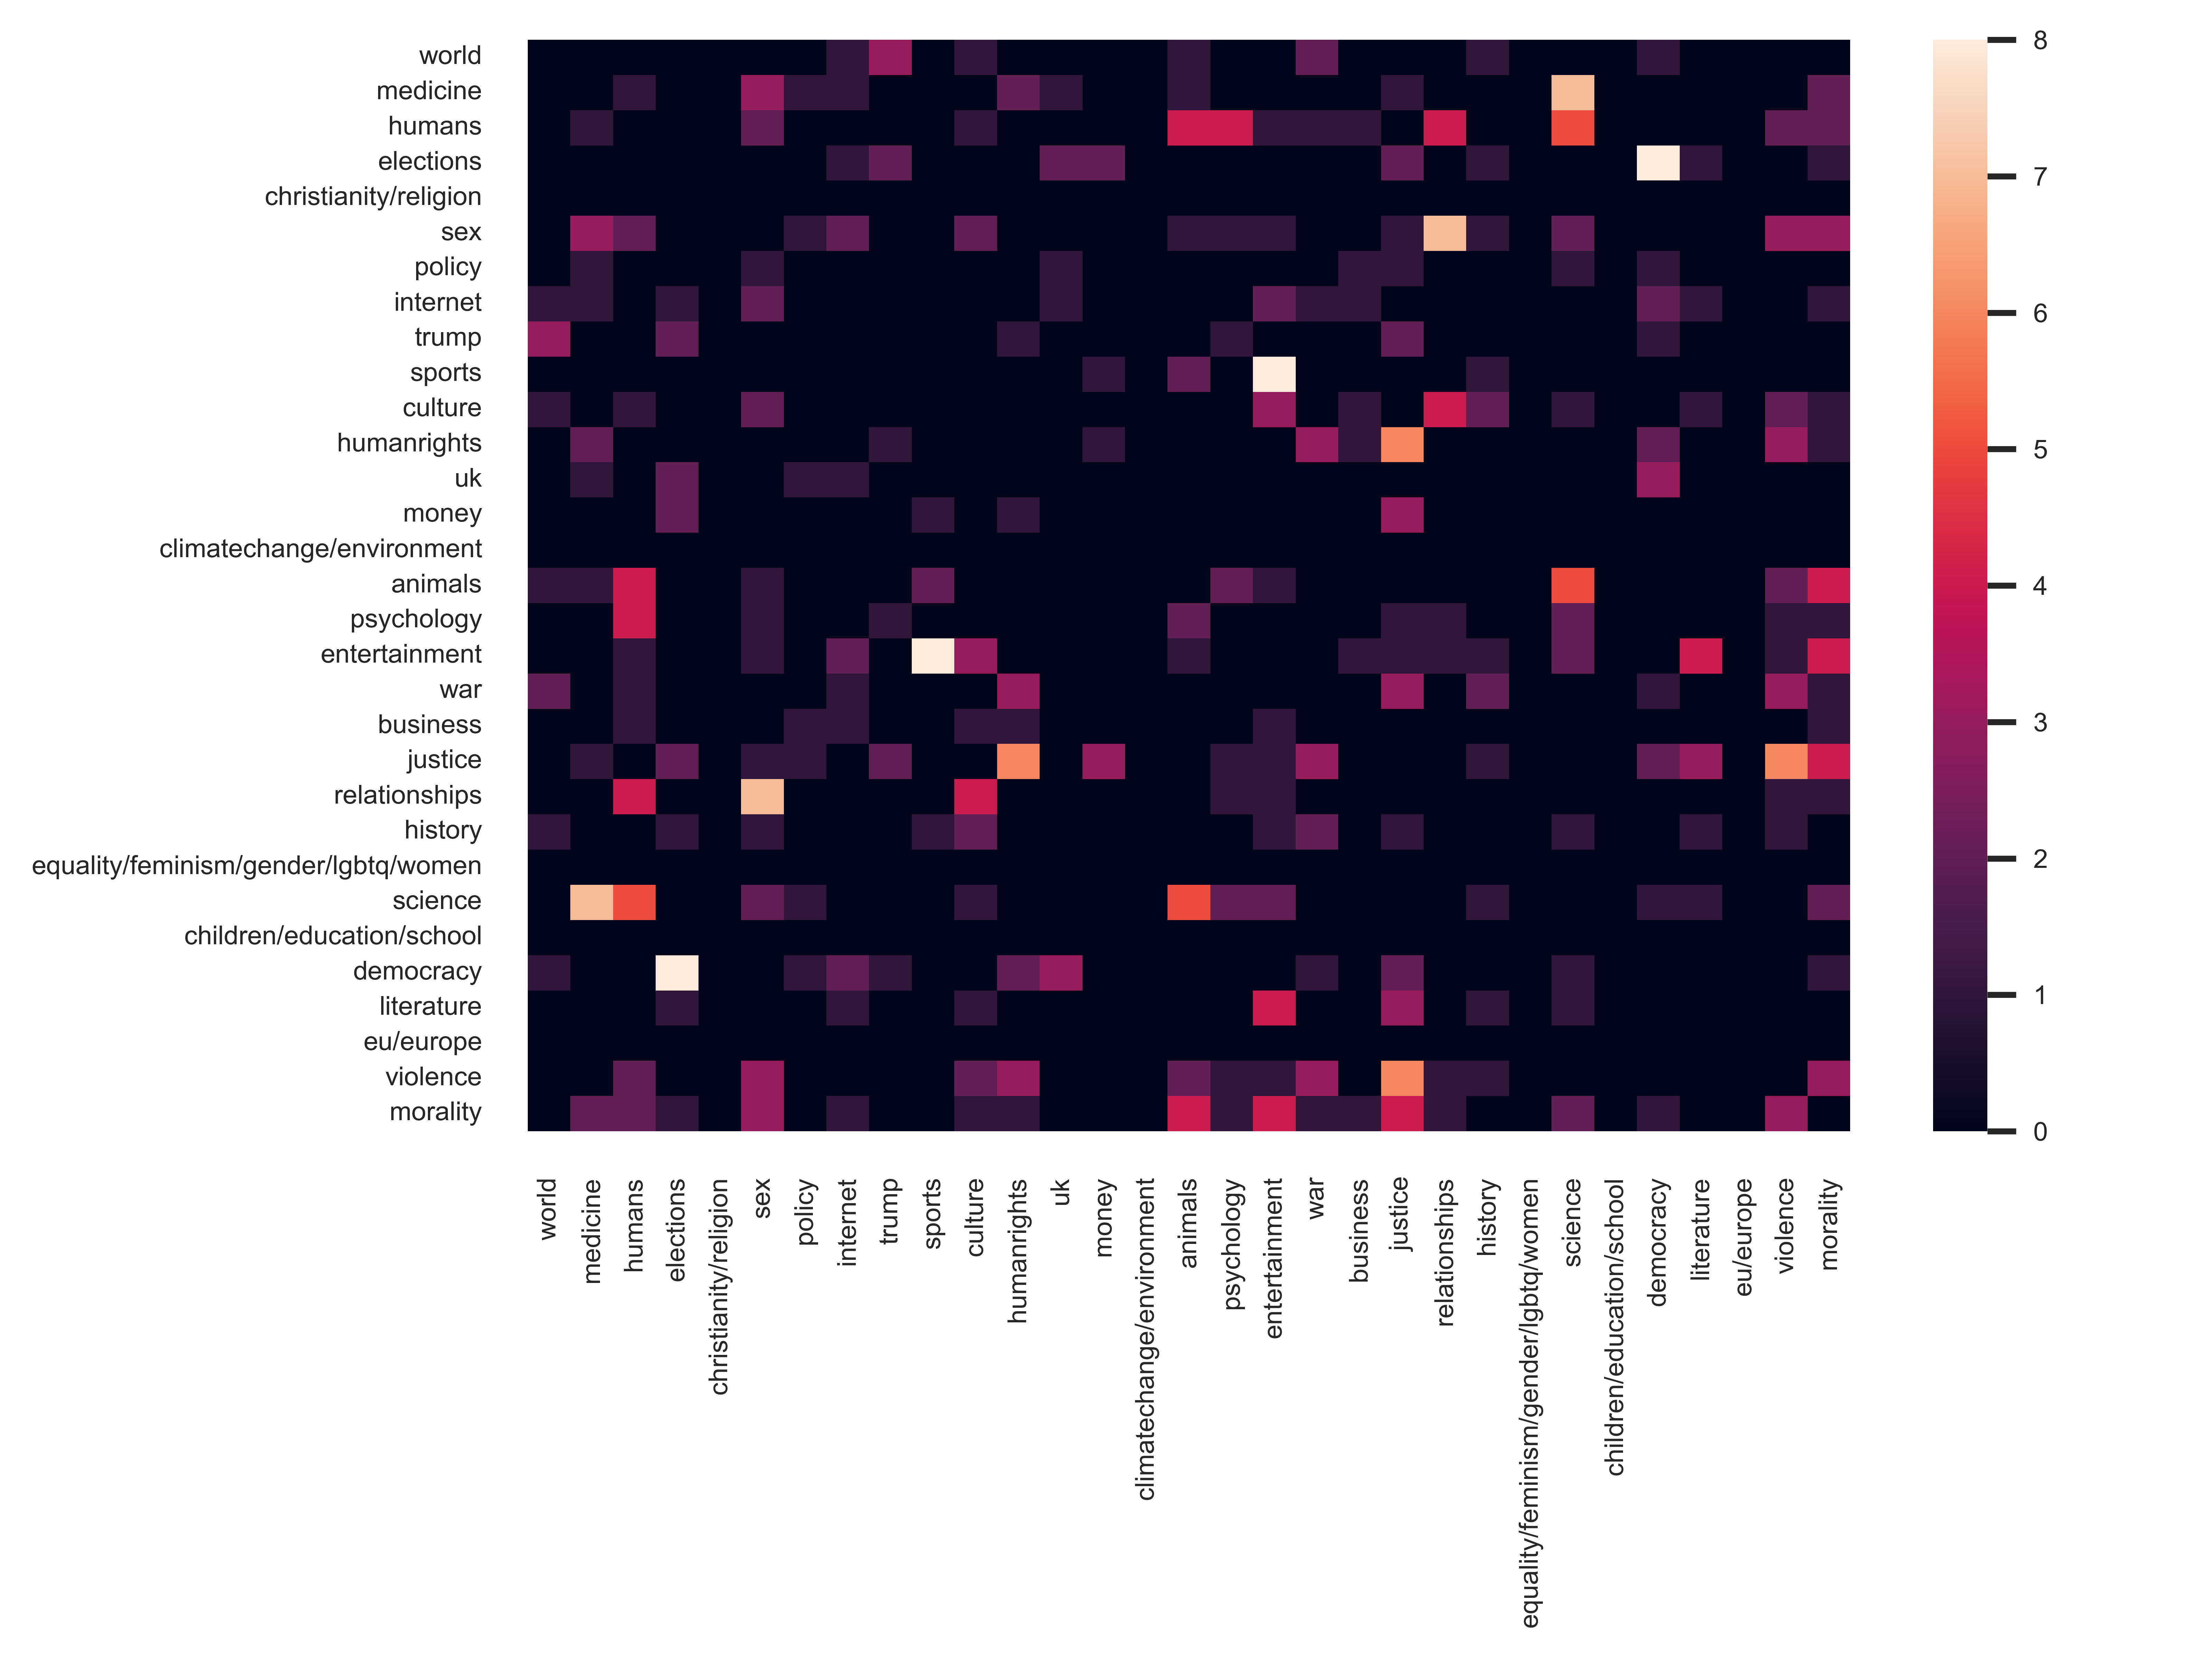 world
medicine
humans
elections
christianity/religion
sex
policy
internet
trump
sports
culture
humanrights
uk
money
climatechange/environment
animals
psychology
entertainment
war
business
justice
relationships
history
equality/feminism/gender/lgbtq/women
science
children/education/school
democracy
literature
eu/europe
violence
morality
world
medicine
humans
elections
christianity/religion
sex
policy
internet
trump
sports
culture
humanrights
uk
money
climatechange/environment
animals
psychology
entertainment
war
business
justice
relationships
history
equality/feminism/gender/lgbtq/women
science
children/education/school
democracy
literature
eu/europe
violence
morality
8
7
6
5
4
3
2
1
0